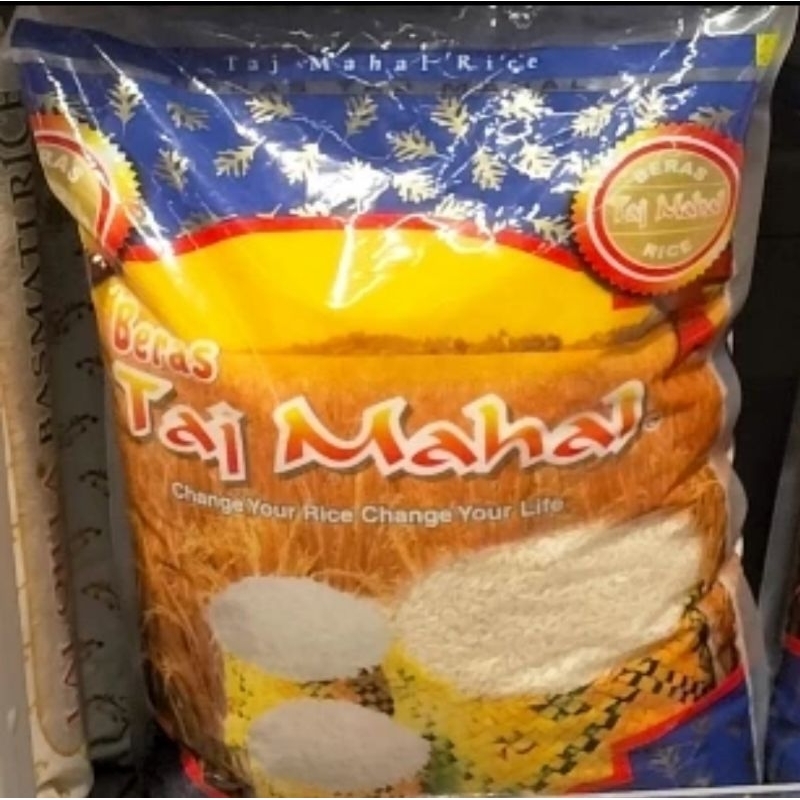 Taj Mahal Rice
BERAS
Taj Mahal
RICE
Beras
Taj Mahal
Change Your Rice Change Your Life
BASMATI RICE